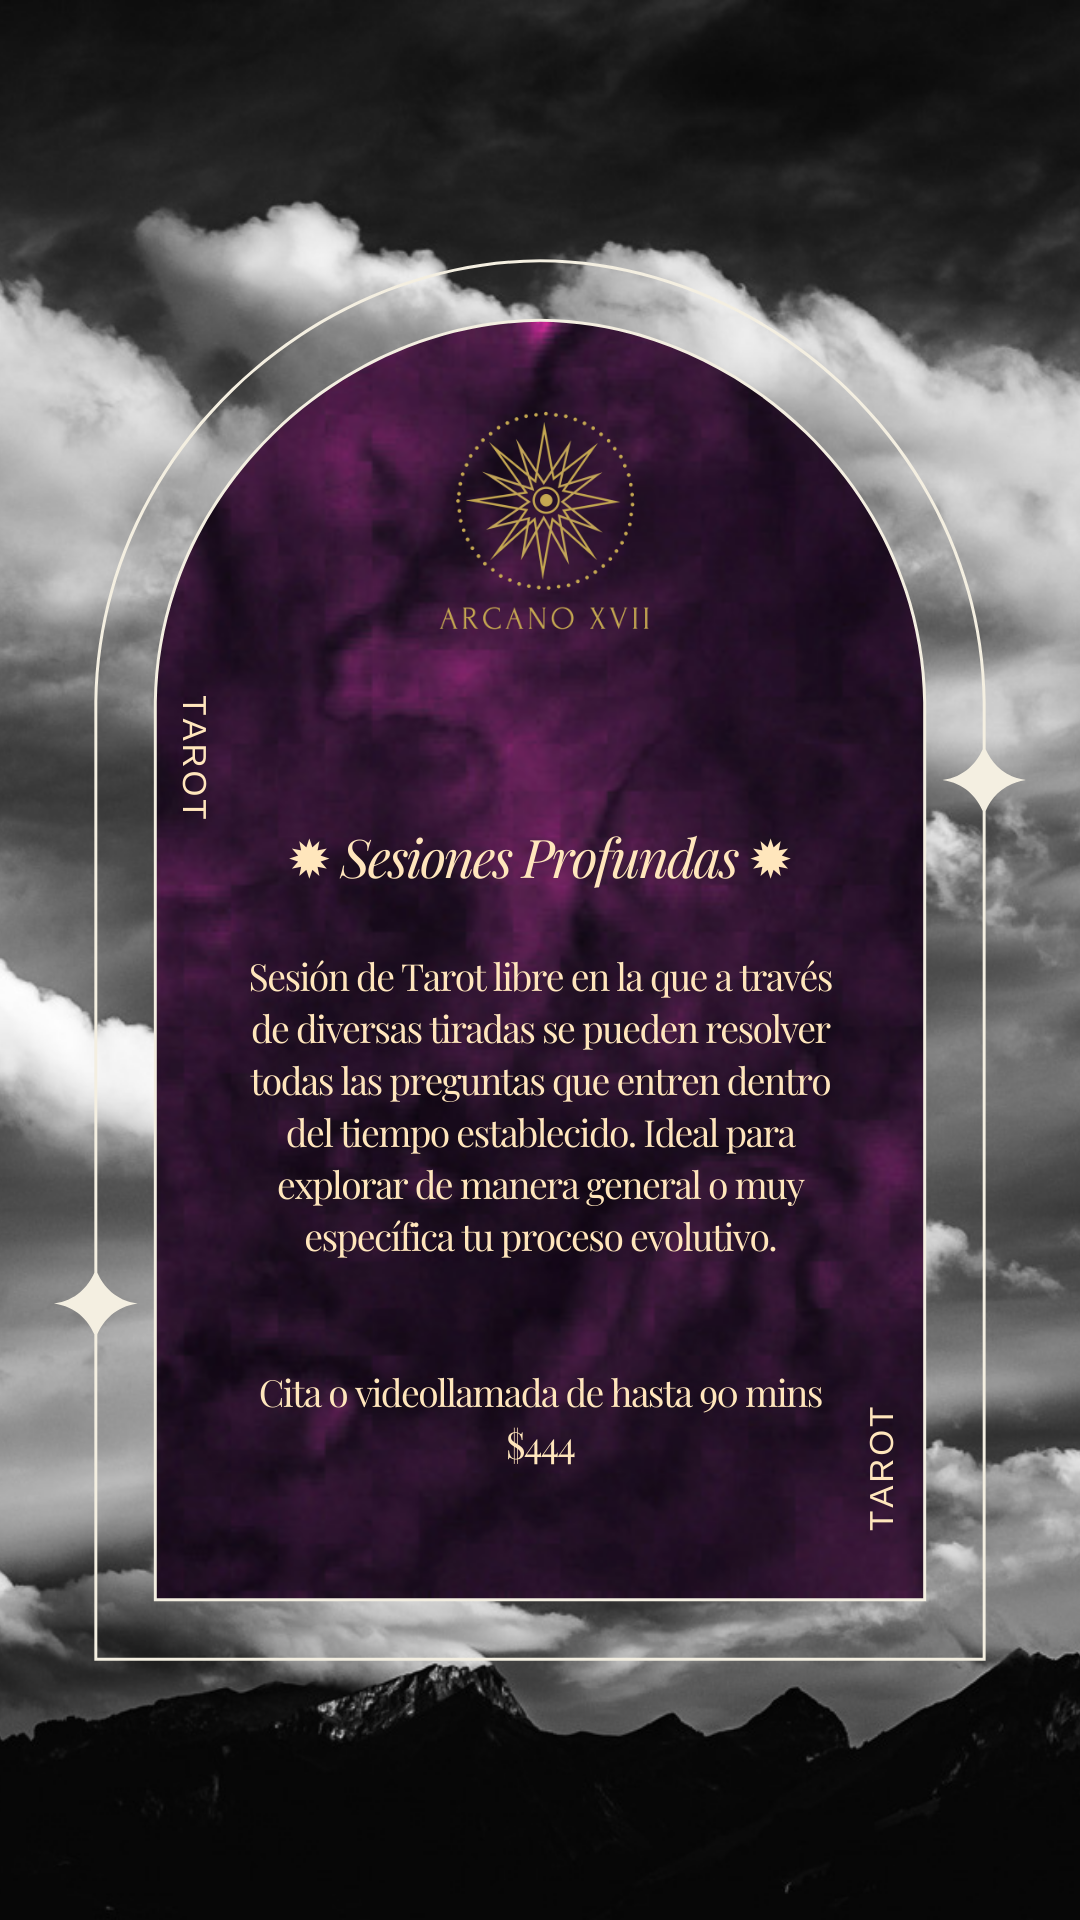 ARCANO XVII
TAROT
✹ Sesiones Profundas ✹
Sesión de Tarot libre en la que a través
de diversas tiradas se pueden resolver
todas las preguntas que entren dentro
del tiempo establecido. Ideal para
explorar de manera general o muy
específica tu proceso evolutivo.
Cita o videollamada de hasta 90 mins
$444
TAROT